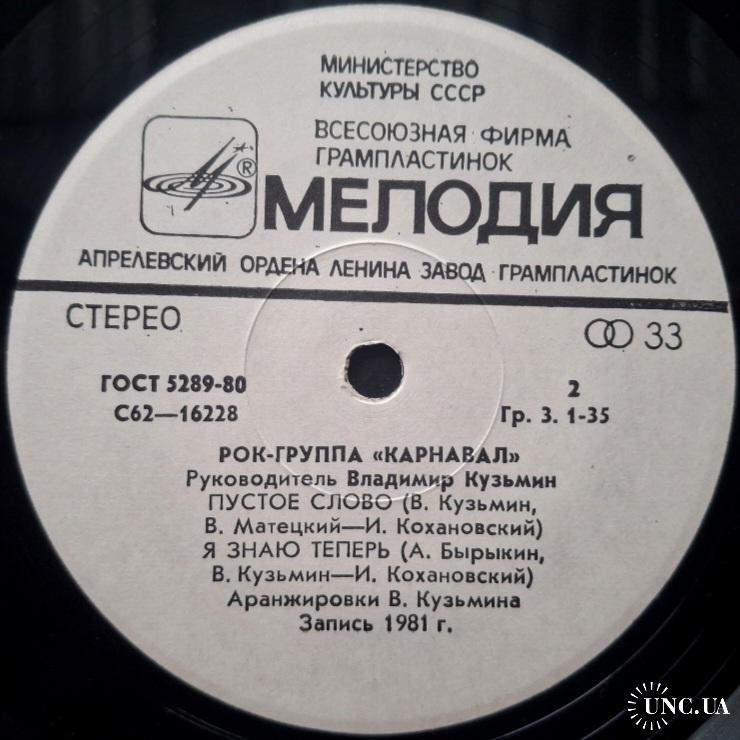 МИНИСТЕРСТВО
КУЛЬТУРЫ СССР
ВСЕСОЮЗНАЯ ФИРМА
ГРАМПЛАСТИНОК
®
МЕЛОДИЯ
АПРЕЛЕВСКИЙ ОРДЕНА ЛЕНИНА ЗАВОД ГРАМПЛАСТИНОК
СТЕРЕО
33
ГОСТ 5289-80
2
С62—16228
Гр. 3. 1-35
РОК-ГРУППА «КАРНАВАЛ»
Руководитель Владимир Кузьмин
ПУСТОЕ СЛОВО (В. Кузьмин,
В. Матецкий—И. Кохановский)
Я ЗНАЮ ТЕПЕРЬ (А. Бырыкин,
В. Кузьмин—И. Кохановский)
Аранжировки В. Кузьмина
Запись 1981 г.
UNC.UA